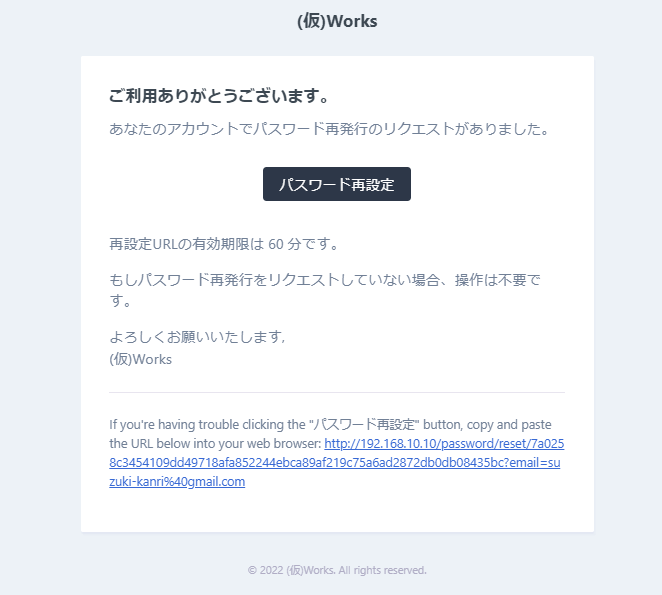 (仮)Works
ご利用ありがとうございます。
あなたのアカウントでパスワード再発行のリクエストがありました。
パスワード再設定
再設定URLの有効期限は 60 分です。
もしパスワード再発行をリクエストしていない場合、操作は不要で
す。
よろしくお願いいたします,
(仮)Works
If you're having trouble clicking the "パスワード再設定" button, copy and paste
the URL below into your web browser: http://192.168.10.10/password/reset/7a025
8c3454109dd49718afa852244ebca89af219c75a6ad2872db0db08435bc?email=su
zuki-kanri%40gmail.com
© 2022 (仮)Works. All rights reserved.